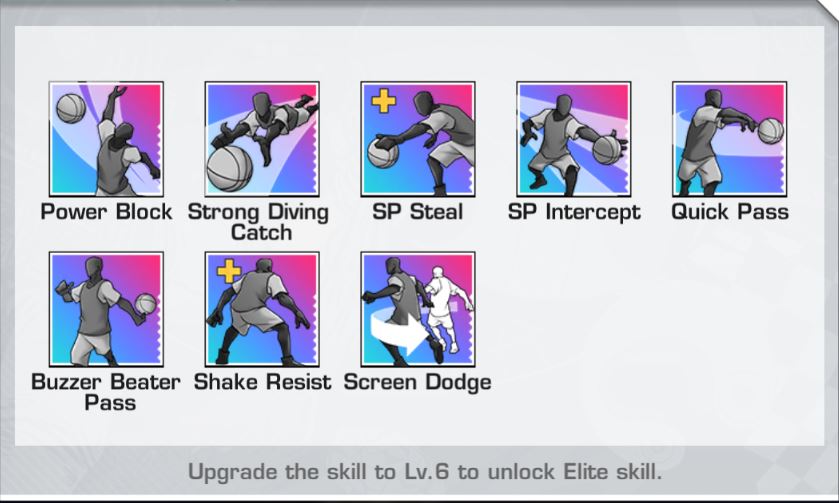 Power Block
Strong Diving
Catch
SP Steal
SP Intercept
Quick Pass
Buzzer Beater
Pass
Shake Resist
Screen Dodge
Upgrade the skill to Lv.6 to unlock Elite skill.